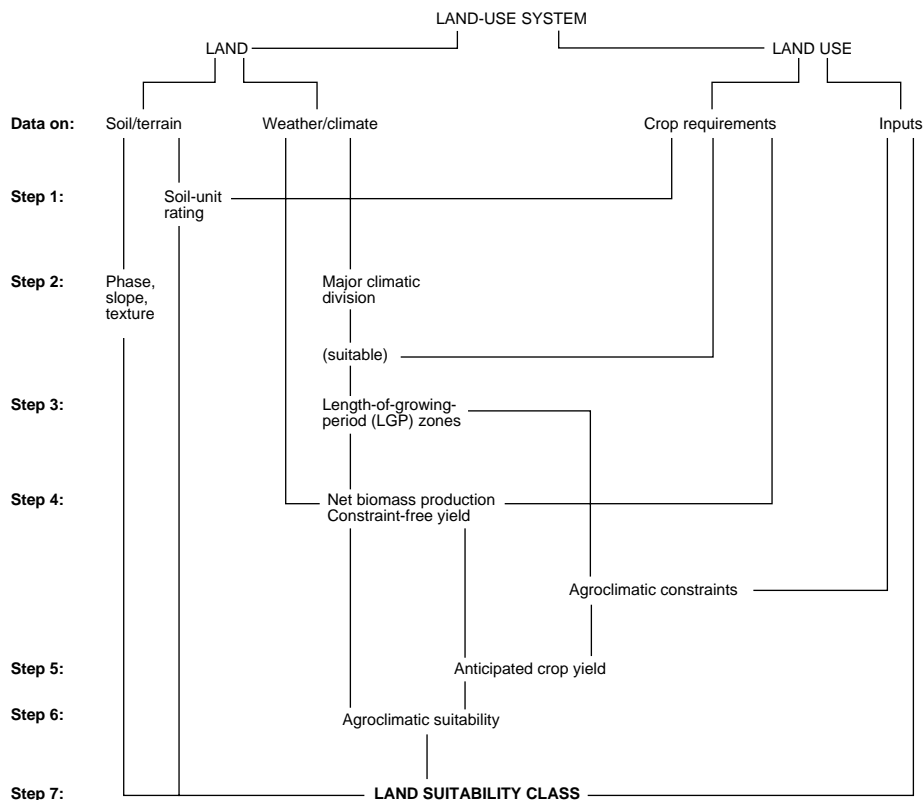 LAND-USE SYSTEM
LAND
LAND USE
Data on:
Soil/terrain
Weather/climate
Crop requirements
Inputs
Step 1:
Soil-unit
rating
Step 2:
Phase,
slope,
texture
Major climatic
division
(suitable)
Step 3:
Length-of-growing-
period (LGP) zones
Step 4:
Net biomass production
Constraint-free yield
Agroclimatic constraints
Step 5:
Anticipated crop yield
Step 6:
Agroclimatic suitability
Step 7:
LAND SUITABILITY CLASS